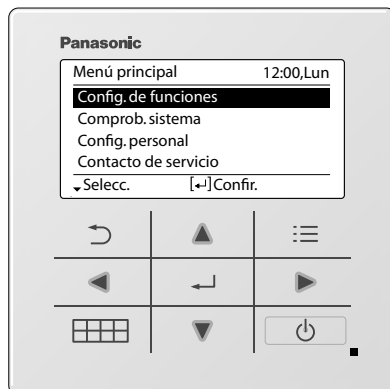 Panasonic
Menú principal 12:00,Lun
Config. de funciones
Comprob. sistema
Config. personal
Contacto de servicio
Selecc. [↵]Confir.